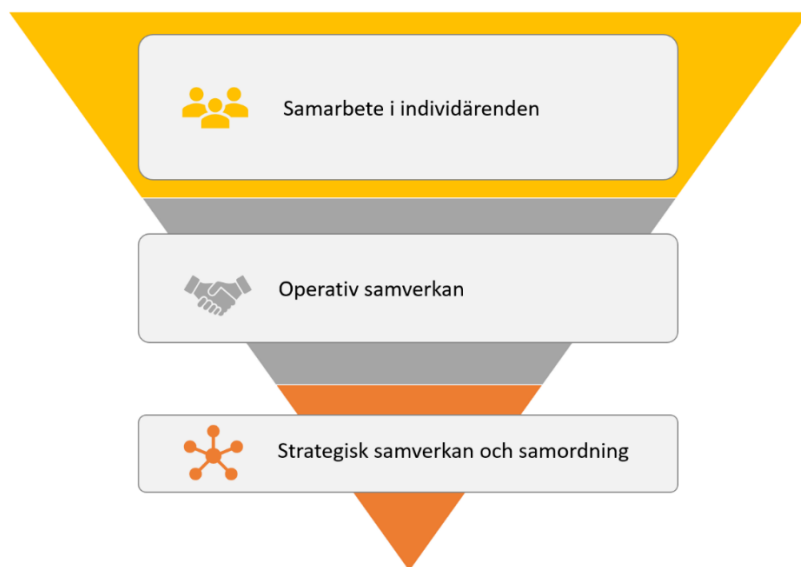 Samarbete i individärenden
Operativ samverkan
Strategisk samverkan och samordning